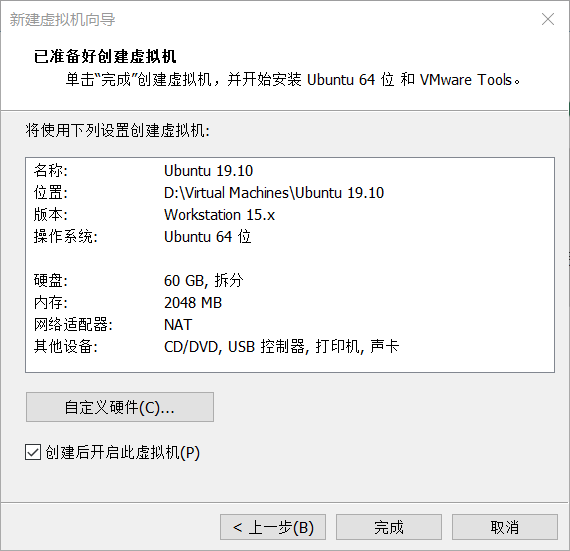 新建虚拟机向导
已准备好创建虚拟机
单击“完成”创建虚拟机，并开始安装 Ubuntu 64 位 和 VMware Tools。
将使用下列设置创建虚拟机:
名称: Ubuntu 19.10
位置: D:\Virtual Machines\Ubuntu 19.10
版本: Workstation 15.x
操作系统: Ubuntu 64 位
硬盘: 60 GB, 拆分
内存: 2048 MB
网络适配器: NAT
其他设备: CD/DVD, USB 控制器, 打印机, 声卡
自定义硬件(C)...
创建后开启此虚拟机(P)
< 上一步(B) 完成 取消